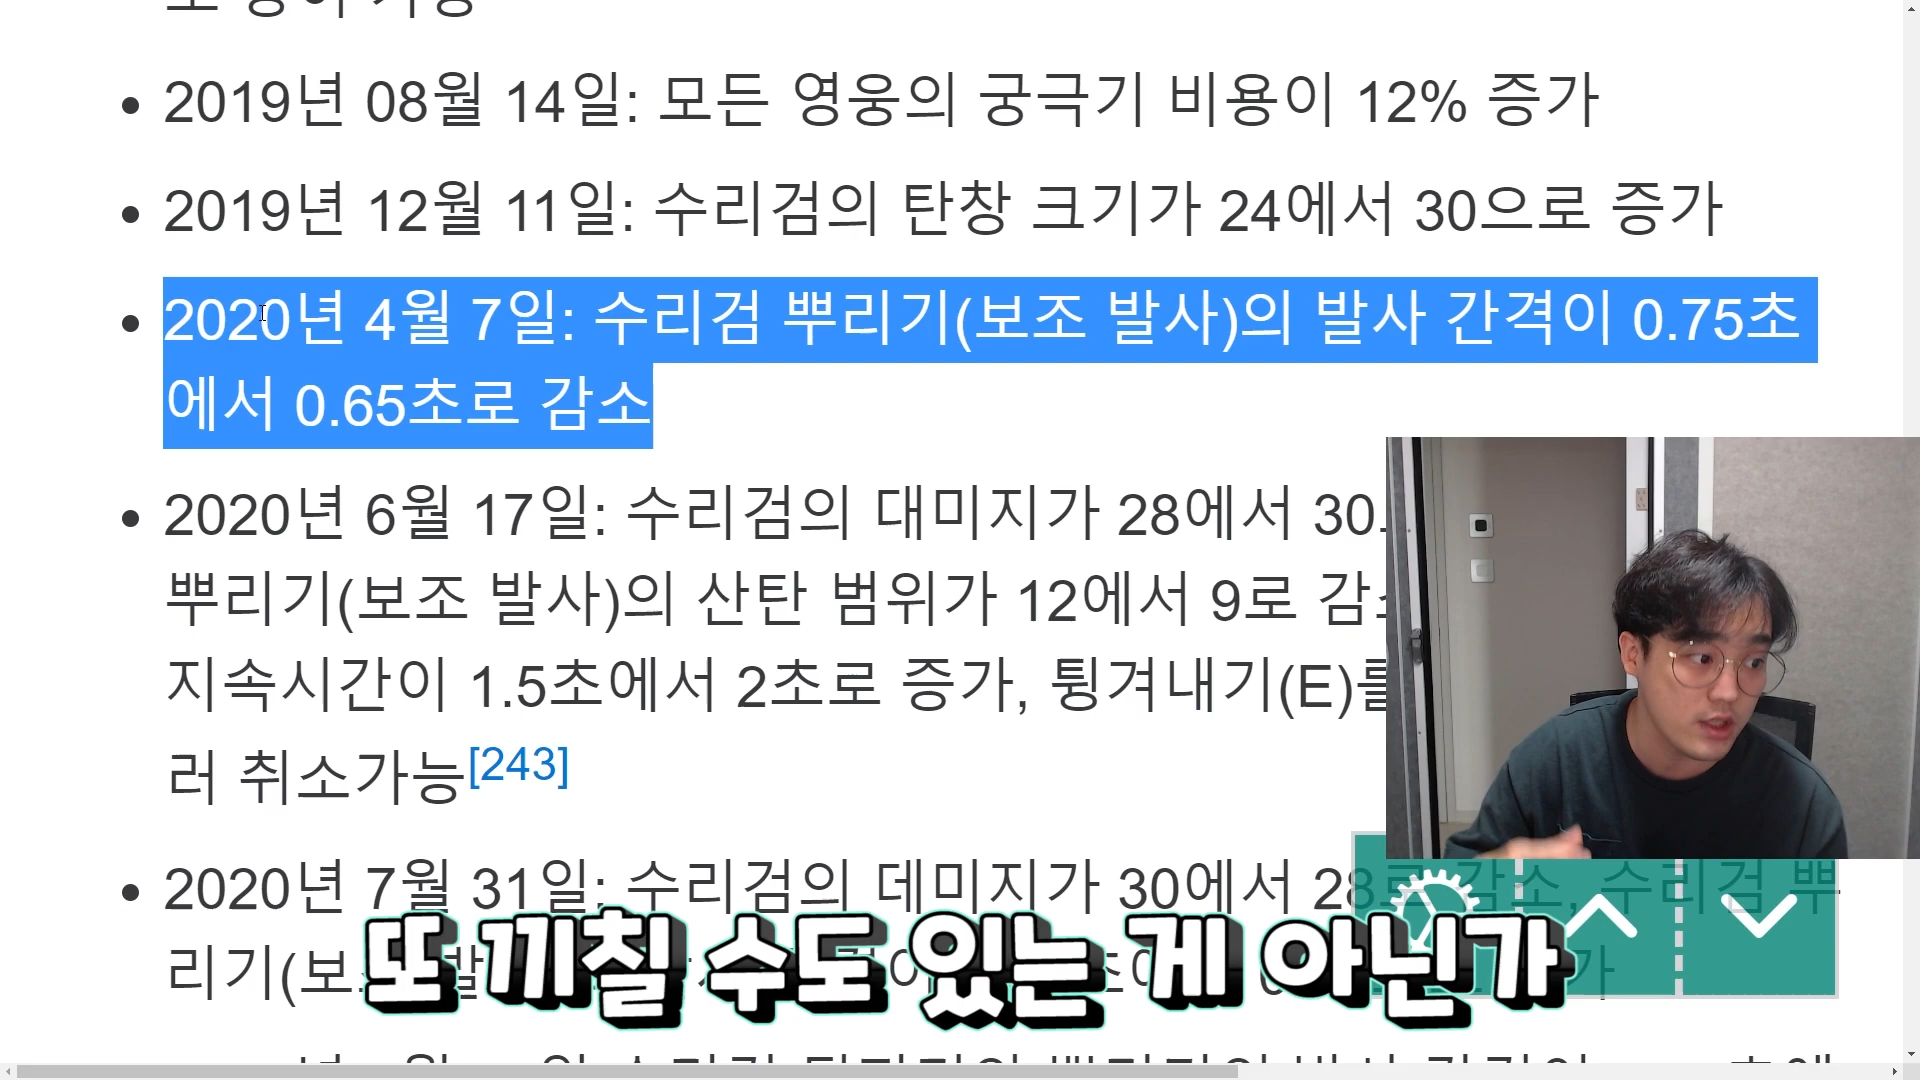 2019년 08월 14일: 모든 영웅의 궁극기 비용이 12% 증가
2019년 12월 11일: 수리검의 탄창 크기가 24에서 30으로 증가
2020년 4월 7일: 수리검 뿌리기(보조 발사)의 발사 간격이 0.75초
에서 0.65초로 감소
2020년 6월 17일: 수리검의 대미지가 28에서 30
뿌리기(보조 발사)의 산탄 범위가 12에서 9로
지속시간이 1.5초에서 2초로 증가, 튕겨내기(E)를
러 취소가능[243]
2020년 7월 31일: 수리검의 데미지가 30에서 28로 감소, 수리검 뿌
리기(보
또 끼칠 수도 있는 게 아닌가